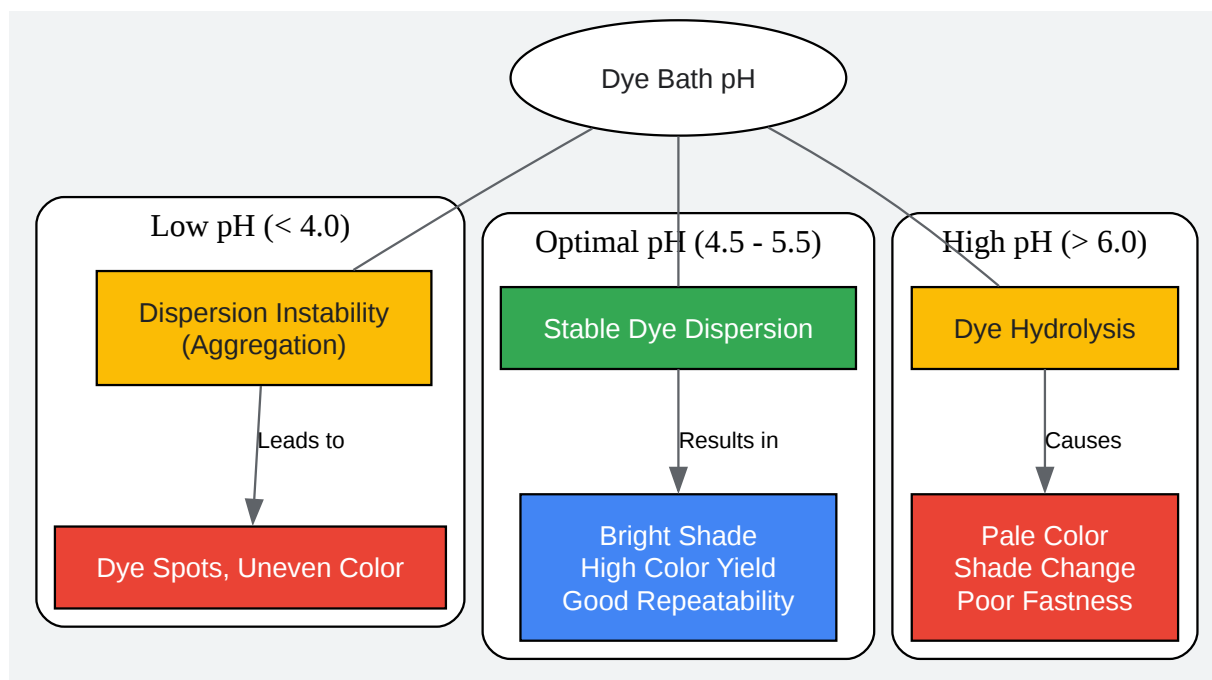 Dye Bath pH
Low pH (< 4.0)
Dispersion Instability
(Aggregation)
Leads to
Dye Spots, Uneven Color
Optimal pH (4.5 - 5.5)
Stable Dye Dispersion
Results in
Bright Shade
High Color Yield
Good Repeatability
High pH (> 6.0)
Dye Hydrolysis
Causes
Pale Color
Shade Change
Poor Fastness